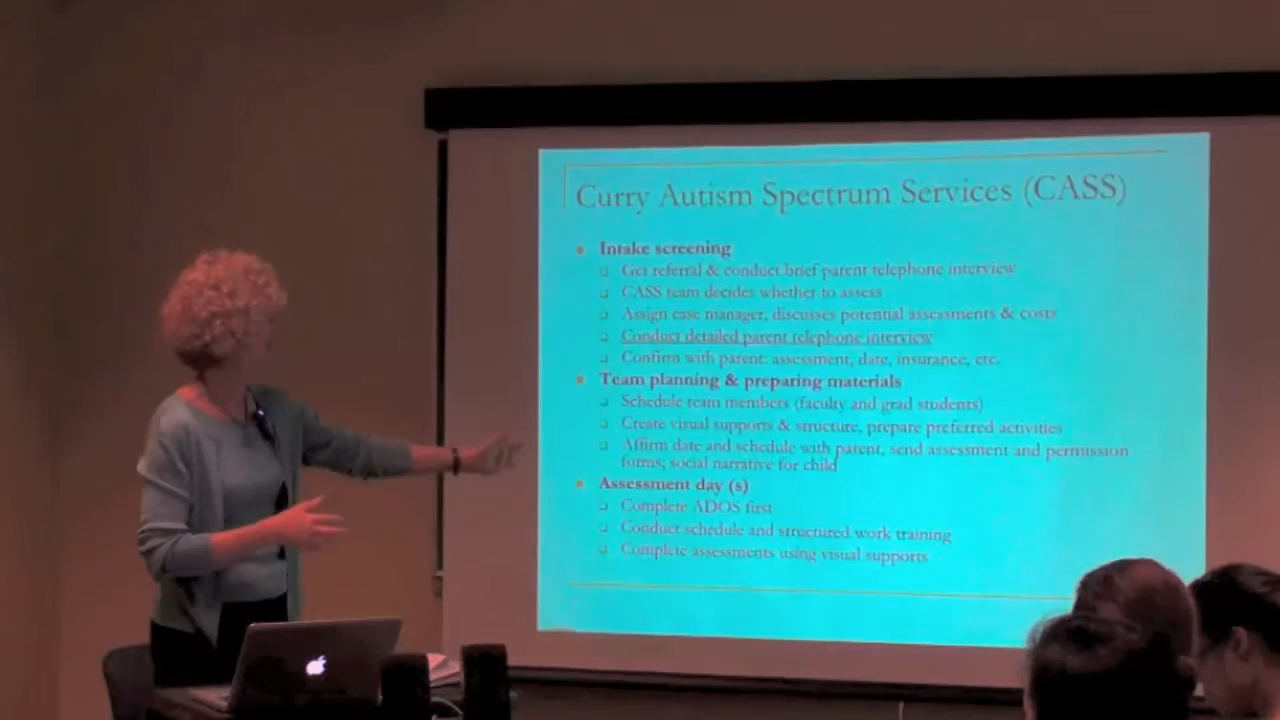 Curry Autism Spectrum Services (CASS)
Intake screening
Get referral & conduct brief parent telephone interview
CASS team decides whether to assess
Assign case manager, discusses potential assessments & costs
Conduct detailed parent telephone interview
Confirm with parent: assessment, date, insurance, etc.
Team planning & preparing materials
Schedule team members (faculty and grad students)
Create visual supports & structure, prepare preferred activities
Affirm date and schedule with parent, send assessment and permission
forms; social narrative for child
Assessment day (s)
Complete ADOS first
Conduct schedule and structured work training
Complete assessments using visual supports